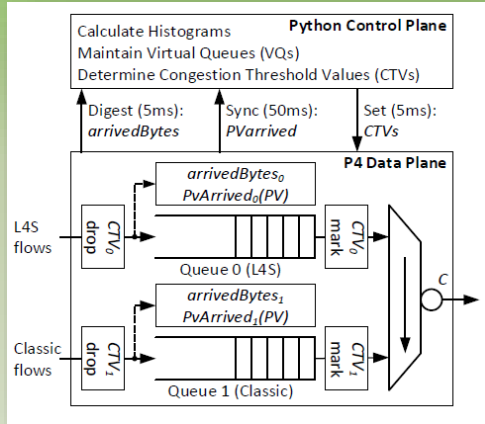 Python Control Plane
Calculate Histograms
Maintain Virtual Queues (VQs)
Determine Congestion Threshold Values (CTVs)
Digest (5ms):
arrivedBytes
Sync (50ms):
PVarrived
Set (5ms):
CTVs
P4 Data Plane
arrivedBytes0
PvArrived0(PV)
L4S
flows
CTV0
drop
CTV0
mark
Queue 0 (L4S)
C
arrivedBytes1
PvArrived1(PV)
Classic
flows
CTV1
drop
CTV1
mark
Queue 1 (Classic)